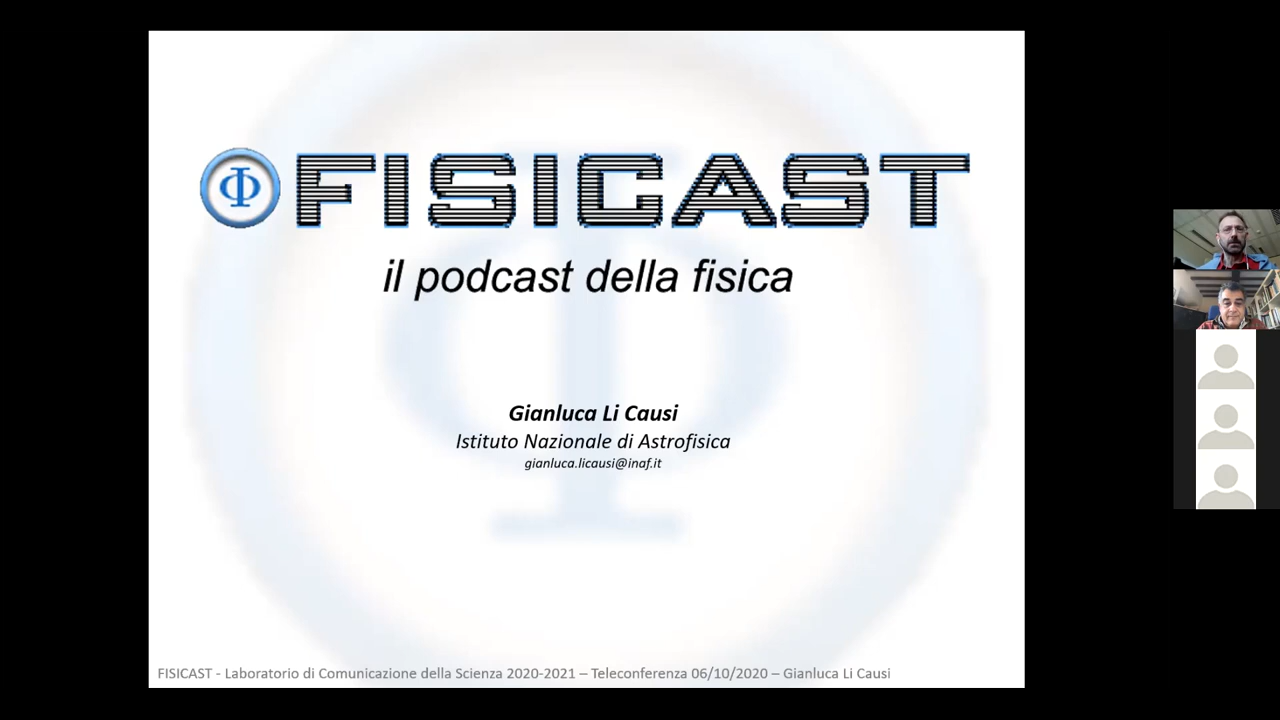 Φ FISICAST
il podcast della fisica
Gianluca Li Causi
Istituto Nazionale di Astrofisica
gianluca.licausi@inaf.it
FISICAST - Laboratorio di Comunicazione della Scienza 2020-2021 – Teleconferenza 06/10/2020 – Gianluca Li Causi